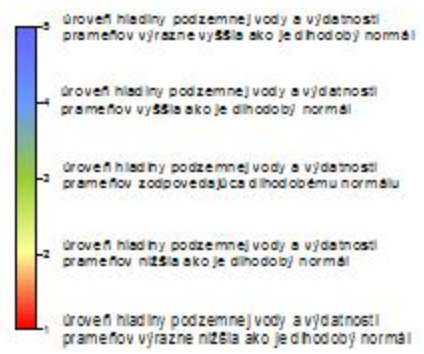 5
úroveň hladiny podzemnej vody a výdatnosti
prameňov výrazne vyššia ako je dlhodobý normál
4
úroveň hladiny podzemnej vody a výdatnosti
prameňov vyššia ako je dlhodobý normál
3
úroveň hladiny podzemnej vody a výdatnosti
prameňov zodpovedajúca dlhodobému normálu
2
úroveň hladiny podzemnej vody a výdatnosti
prameňov nižšia ako je dlhodobý normál
1
úroveň hladiny podzemnej vody a výdatnosti
prameňov výrazne nižšia ako je dlhodobý normál